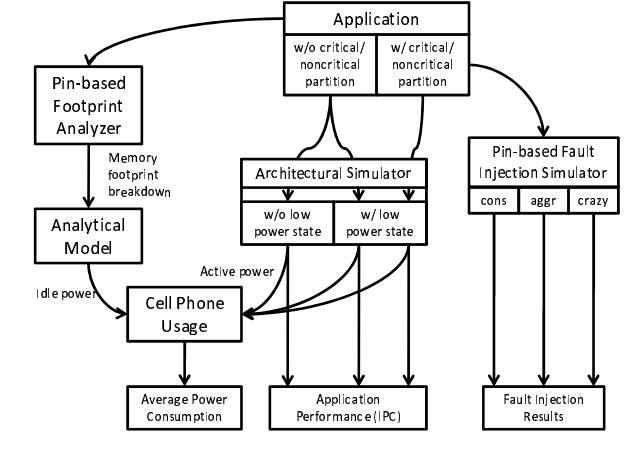 Application
w/o critical/
noncritical
partition
w/ critical/
noncritical
partition
Pin-based
Footprint
Analyzer
Memory
footprint
breakdown
Architectural Simulator
w/o low
power state
w/ low
power state
Pin-based Fault
Injection Simulator
cons
aggr
crazy
Analytical
Model
Idle power
Active power
Cell Phone
Usage
Average Power
Consumption
Application
Performance (IPC)
Fault Injection
Results